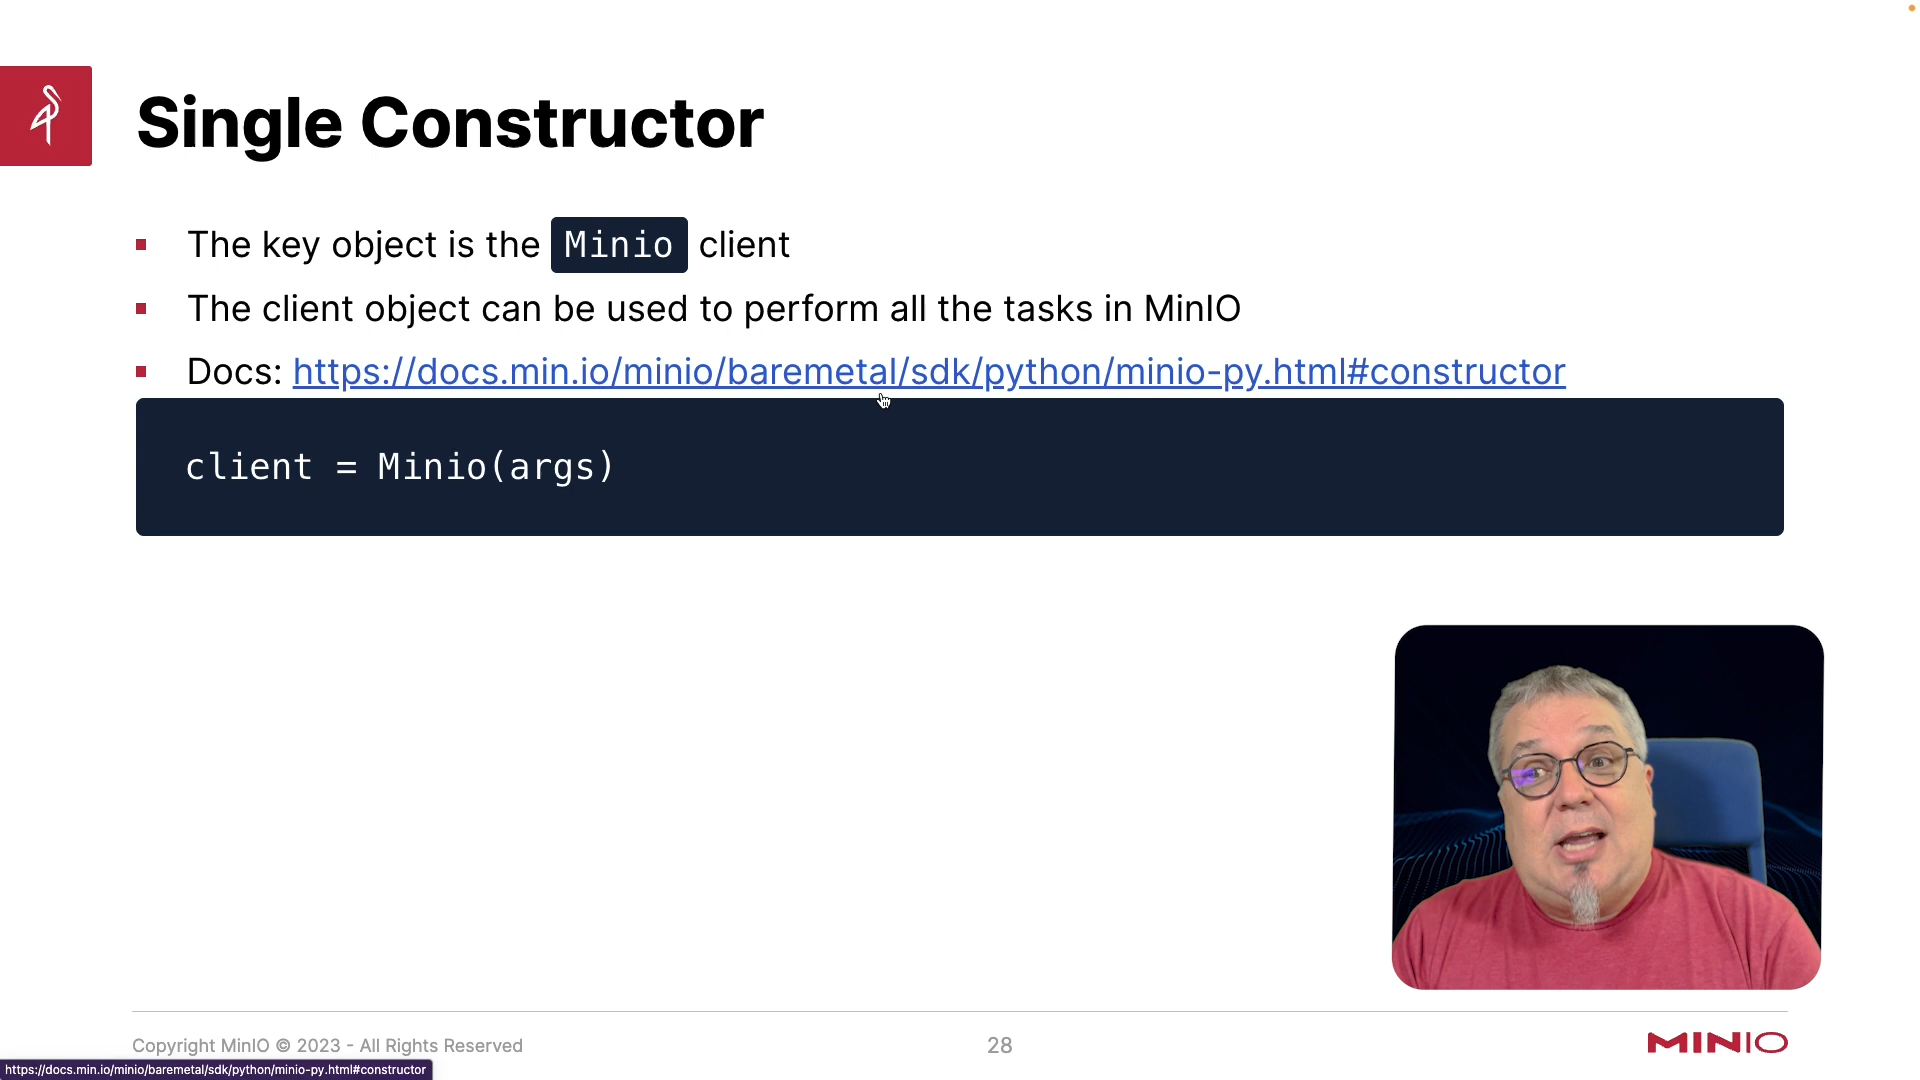 Single Constructor
The key object is the Minio client
The client object can be used to perform all the tasks in MinIO
Docs: https://docs.min.io/minio/baremetal/sdk/python/minio-py.html#constructor
client = Minio(args)
Copyright MinIO © 2023 - All Rights Reserved
28
MINIO
https://docs.min.io/minio/baremetal/sdk/python/minio-py.html#constructor